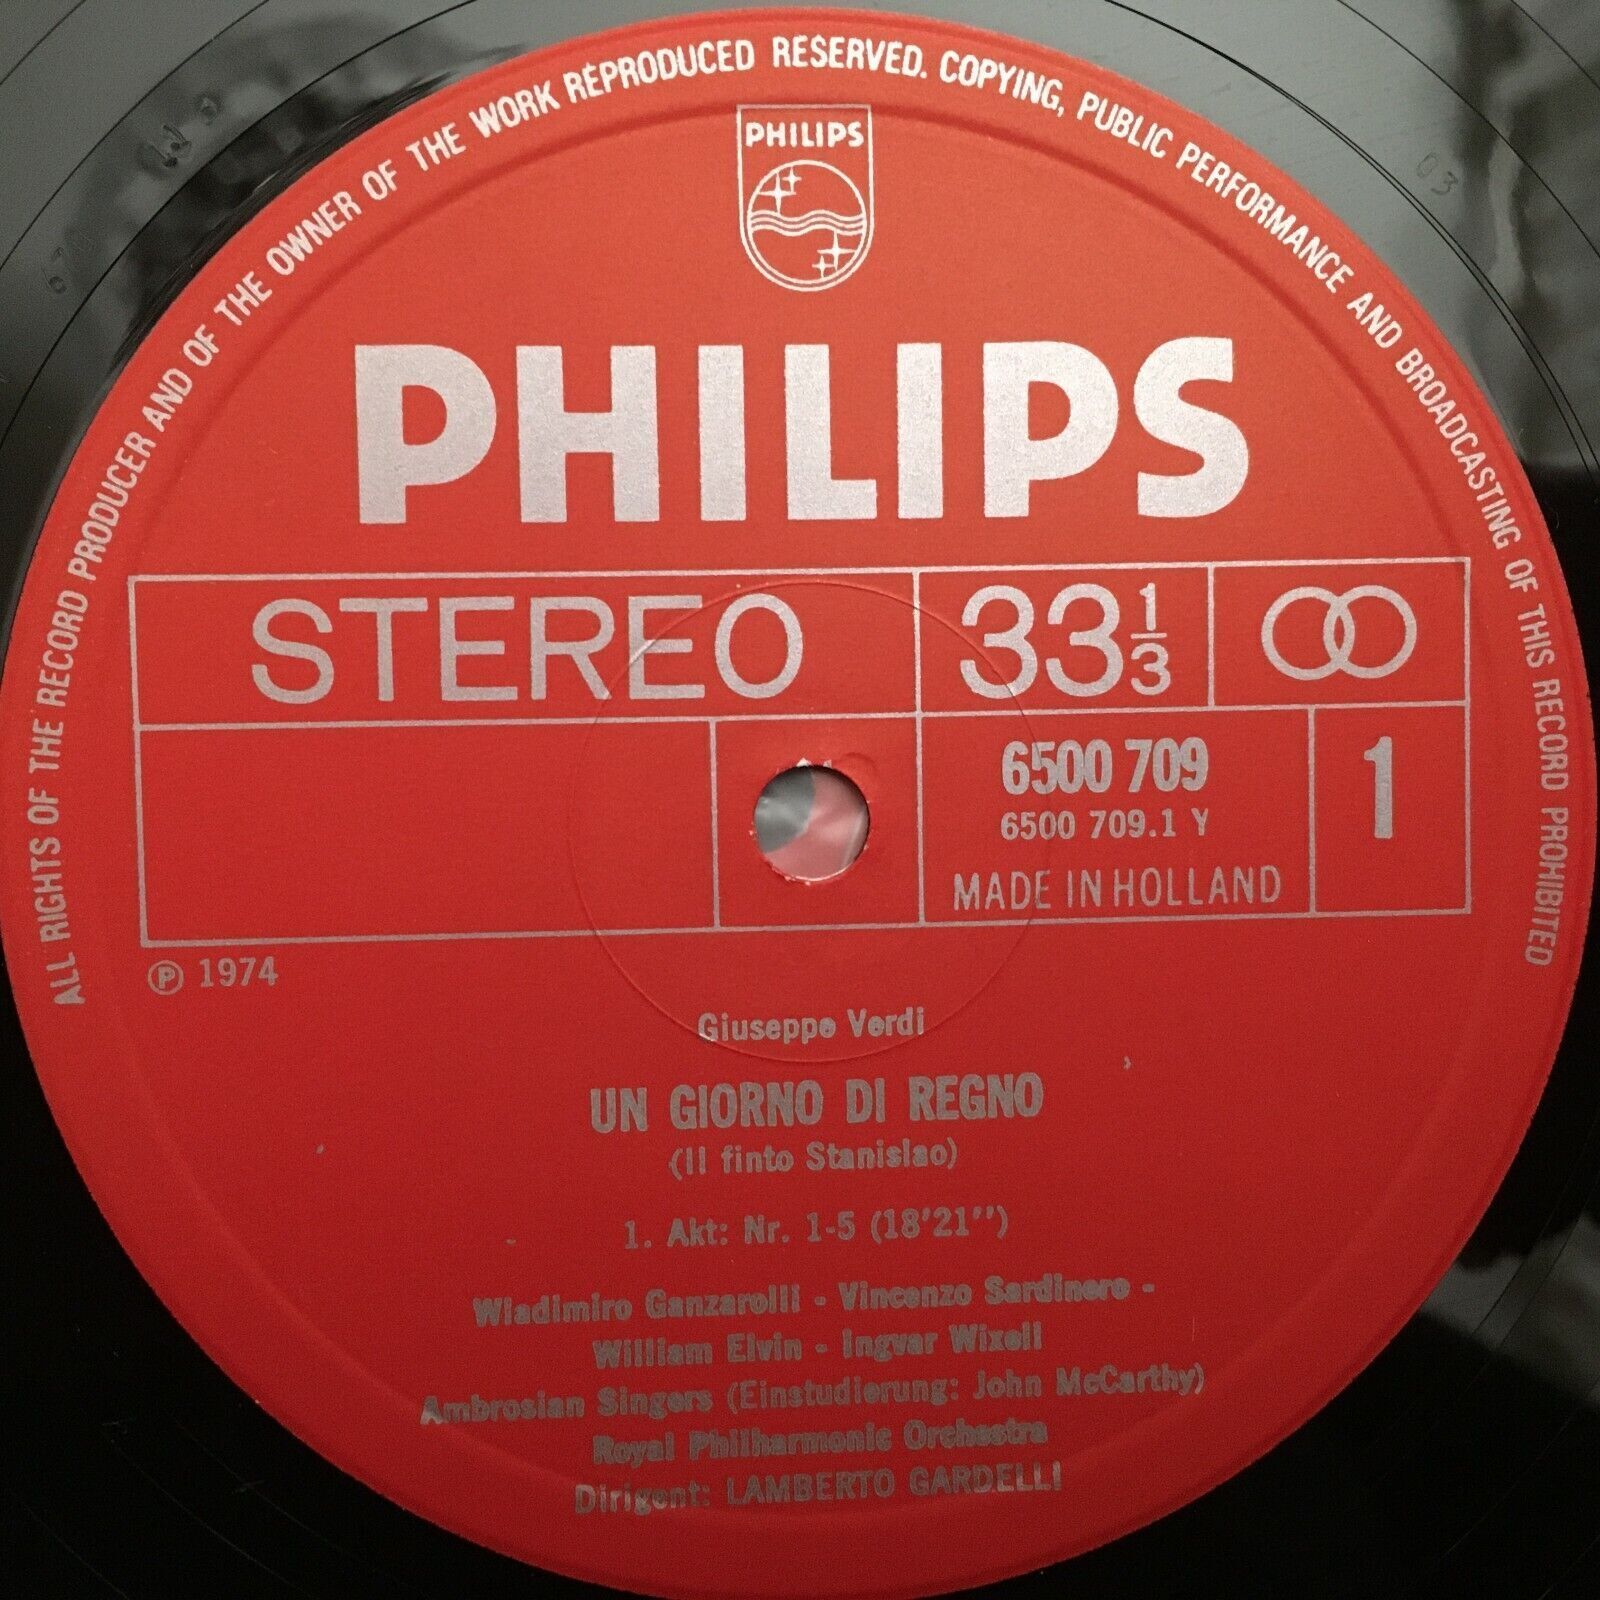 ALL RIGHTS OF THE RECORD PRODUCER AND OF THE OWNER OF THE WORK REPRODUCED RESERVED. COPYING, PUBLIC PERFORMANCE AND BROADCASTING OF THIS RECORD PROHIBITED
PHILIPS
PHILIPS
STEREO 33 1/3
6500 709 1
6500 709.1 Y
MADE IN HOLLAND
℗ 1974
Giuseppe Verdi
UN GIORNO DI REGNO
(Il finto Stanislao)
1. Akt: Nr. 1-5 (18'21'')
Wladimiro Ganzarolli - Vincenzo Sardinero -
William Elvin - Ingvar Wixell
Ambrosian Singers (Einstudierung: John McCarthy)
Royal Philharmonic Orchestra
Dirigent: LAMBERTO GARDELLI
03